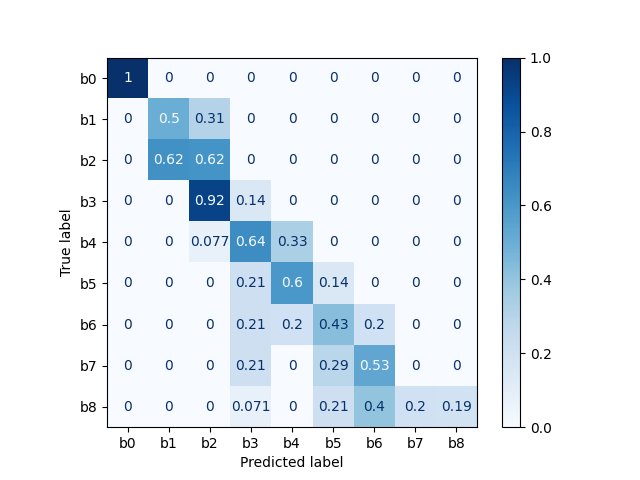 b0 1 0 0 0 0 0 0 0 0
b1 0 0.5 0.31 0 0 0 0 0 0
b2 0 0.62 0.62 0 0 0 0 0 0
b3 0 0 0.92 0.14 0 0 0 0 0
b4 0 0 0.077 0.64 0.33 0 0 0 0
b5 0 0 0 0.21 0.6 0.14 0 0 0
b6 0 0 0 0.21 0.2 0.43 0.2 0 0
b7 0 0 0 0.21 0 0.29 0.53 0 0
b8 0 0 0 0.071 0 0.21 0.4 0.2 0.19
b0 b1 b2 b3 b4 b5 b6 b7 b8
Predicted label
True label
1.0
0.8
0.6
0.4
0.2
0.0